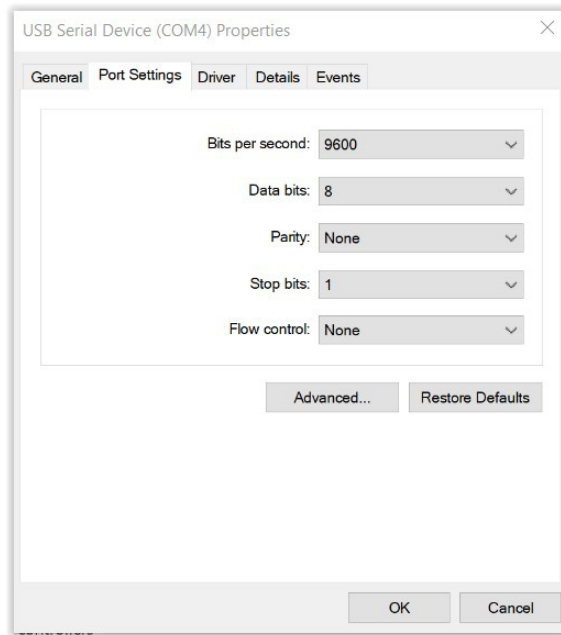 USB Serial Device (COM4) Properties
General Port Settings Driver Details Events
Bits per second: 9600
Data bits: 8
Parity: None
Stop bits: 1
Flow control: None
Advanced... Restore Defaults
OK Cancel